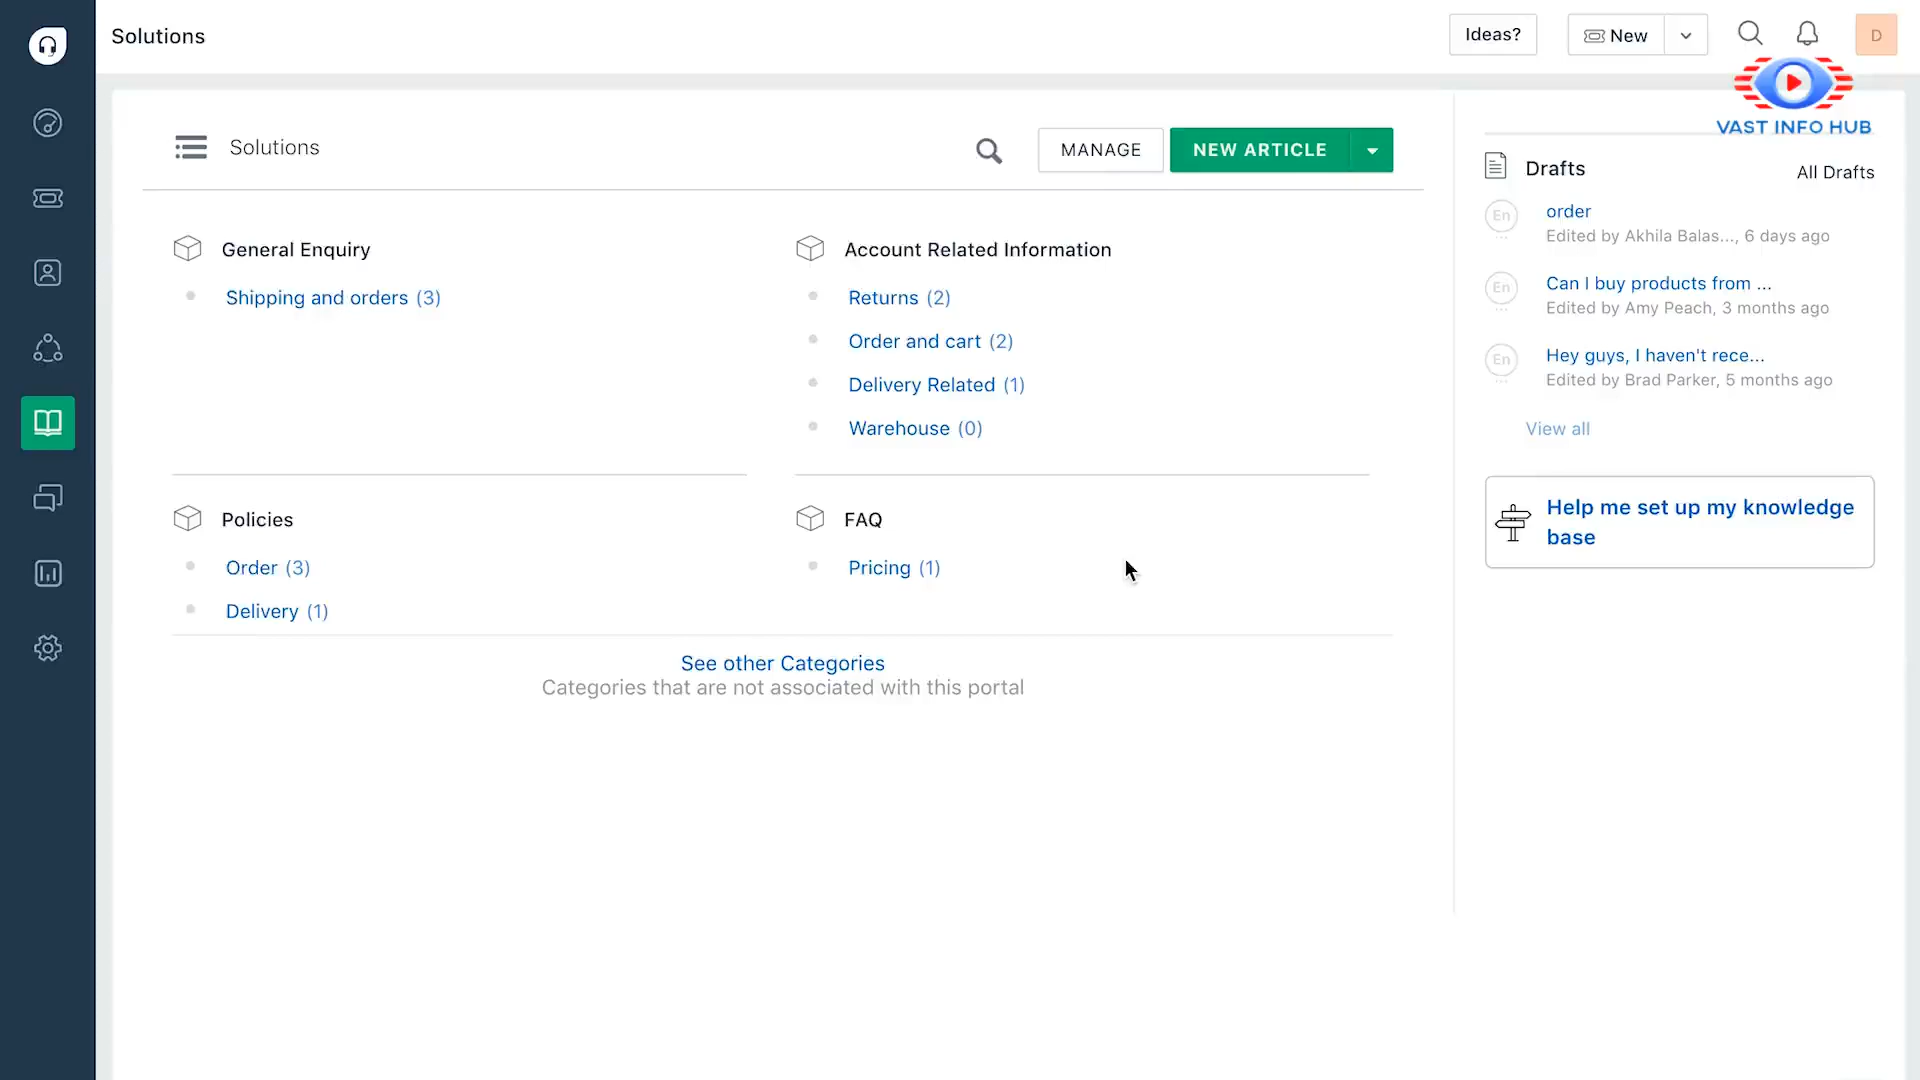 Solutions
Ideas?
New
D
VAST INFO HUB
Solutions
MANAGE
NEW ARTICLE
General Enquiry
Shipping and orders (3)
Account Related Information
Returns (2)
Order and cart (2)
Delivery Related (1)
Warehouse (0)
Policies
Order (3)
Delivery (1)
FAQ
Pricing (1)
See other Categories
Categories that are not associated with this portal
Drafts
All Drafts
En
order
Edited by Akhila Balas..., 6 days ago
En
Can I buy products from ...
Edited by Amy Peach, 3 months ago
En
Hey guys, I haven't rece...
Edited by Brad Parker, 5 months ago
View all
Help me set up my knowledge
base